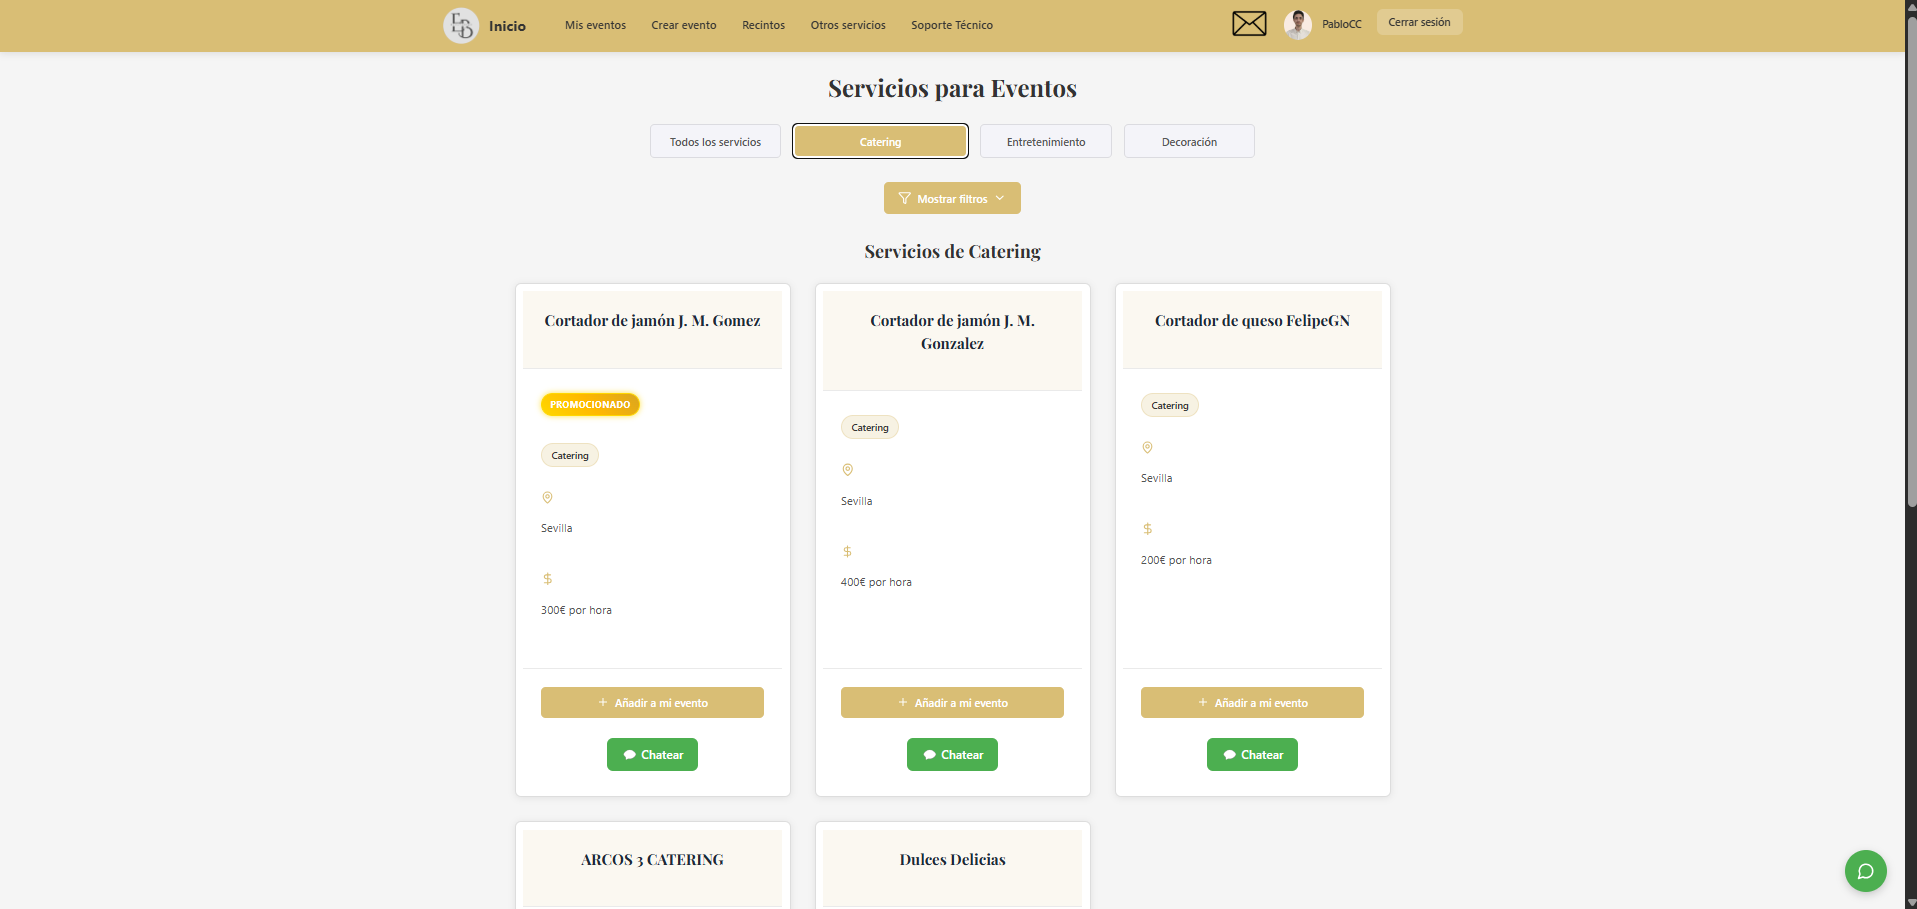 ED
Inicio
Mis eventos
Crear evento
Recintos
Otros servicios
Soporte Técnico
PabloCC
Cerrar sesión
Servicios para Eventos
Todos los servicios
Catering
Entretenimiento
Decoración
Mostrar filtros
Servicios de Catering
Cortador de jamón J. M. Gomez
PROMOCIONADO
Catering
Sevilla
$
300€ por hora
+ Añadir a mi evento
Chatear
Cortador de jamón J. M.
Gonzalez
Catering
Sevilla
$
400€ por hora
+ Añadir a mi evento
Chatear
Cortador de queso FelipeGN
Catering
Sevilla
$
200€ por hora
+ Añadir a mi evento
Chatear
ARCOS 3 CATERING
Dulces Delicias